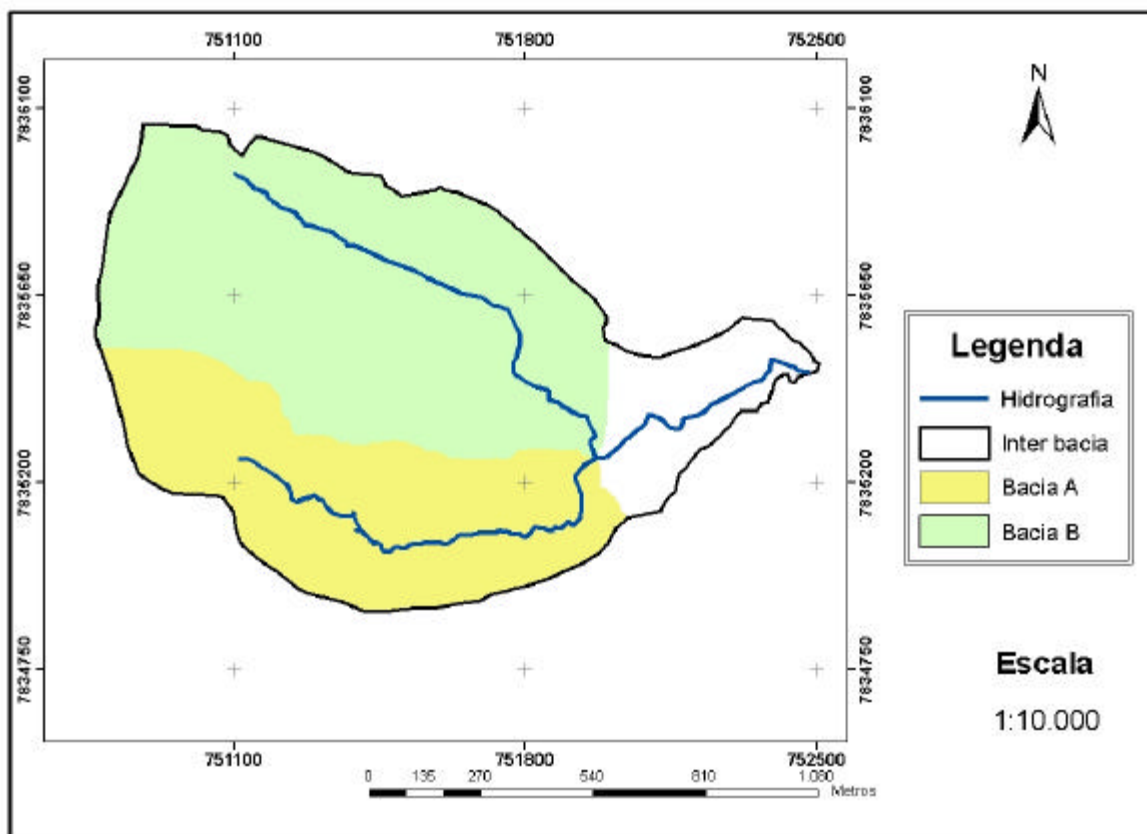 751100 751800 752500
N
7836100 7836100
7835650 7835650
7835200 7835200
7834750 7834750
751100 751800 752500
0 135 270 540 810 1.080
Metros
Legenda
Hidrografia
Inter bacia
Bacia A
Bacia B
Escala
1:10.000